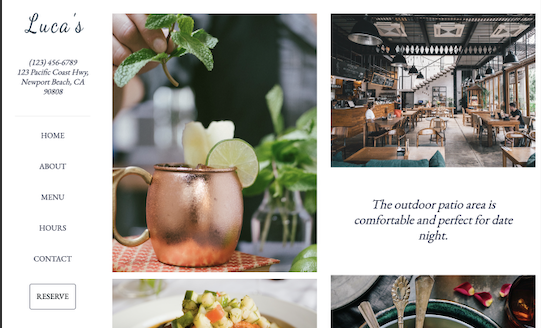 Luca's
(123) 456-6789
123 Pacific Coast Hwy,
Newport Beach, CA
90808
HOME
ABOUT
MENU
HOURS
CONTACT
RESERVE
The outdoor patio area is
comfortable and perfect for date
night.